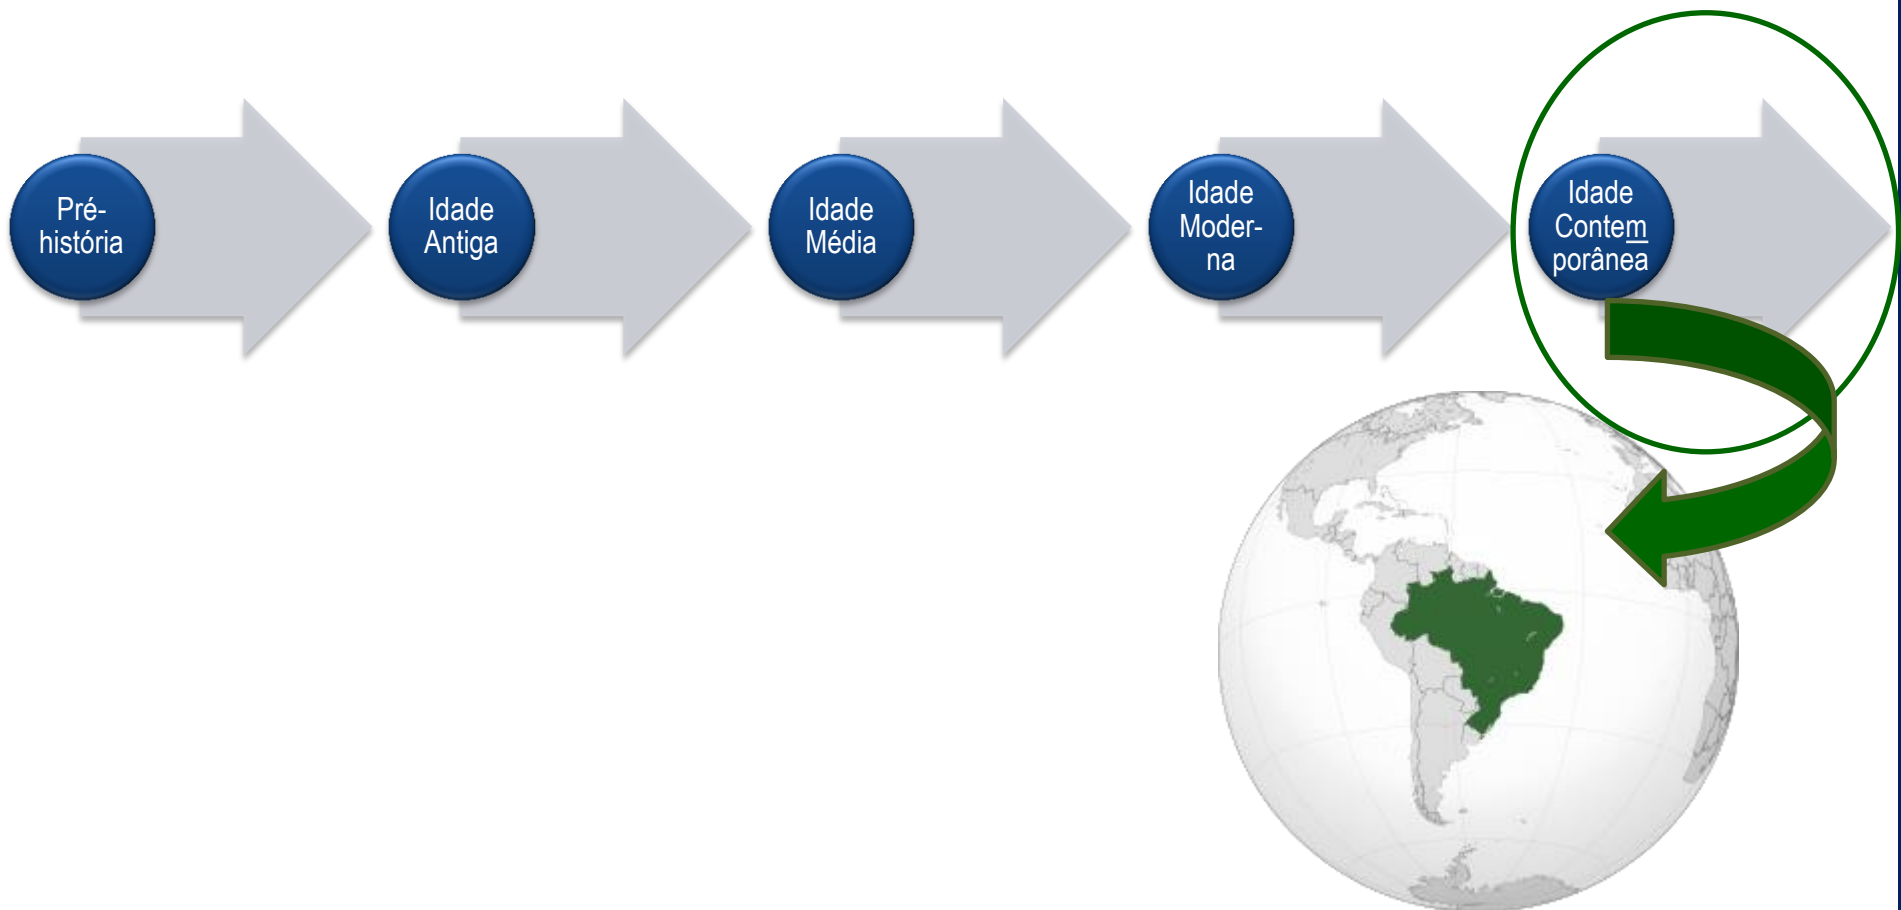 Pré-
história
Idade
Antiga
Idade
Média
Idade
Moder-
na
Idade
Contem
porânea